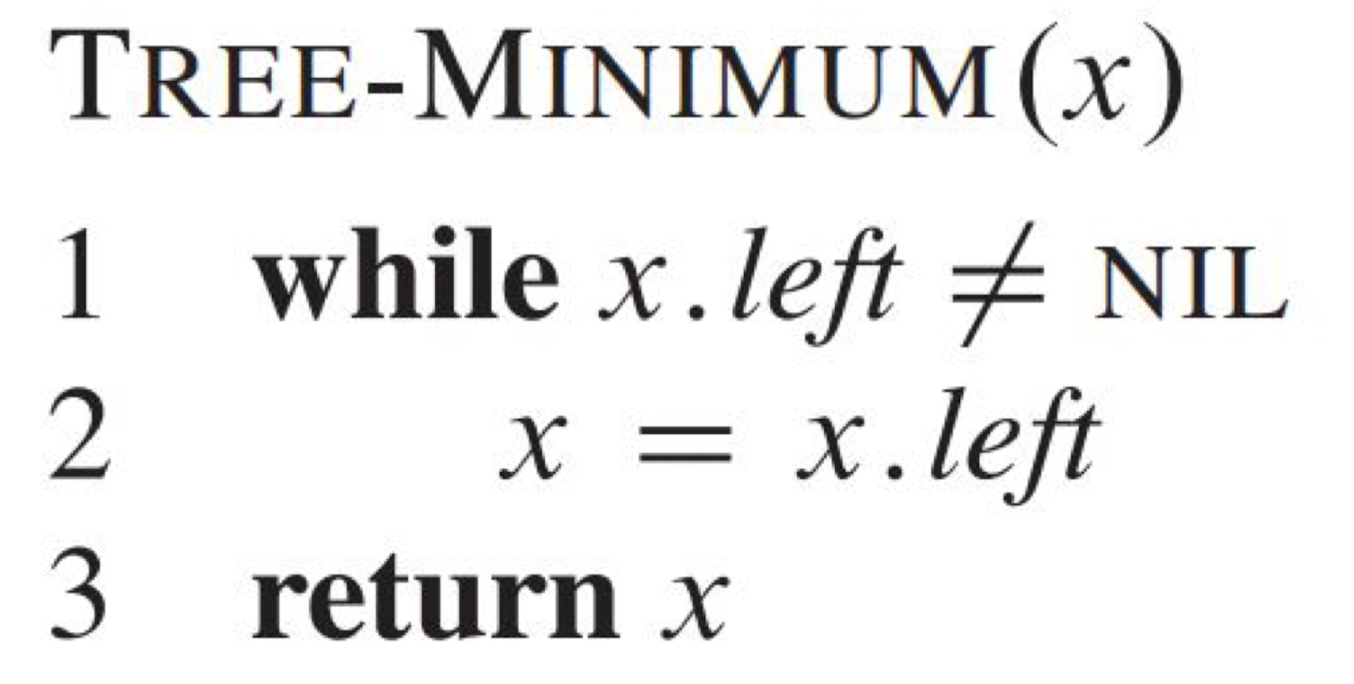 TREE-MINIMUM(x)
1 while x.left ≠ NIL
2 x = x.left
3 return x